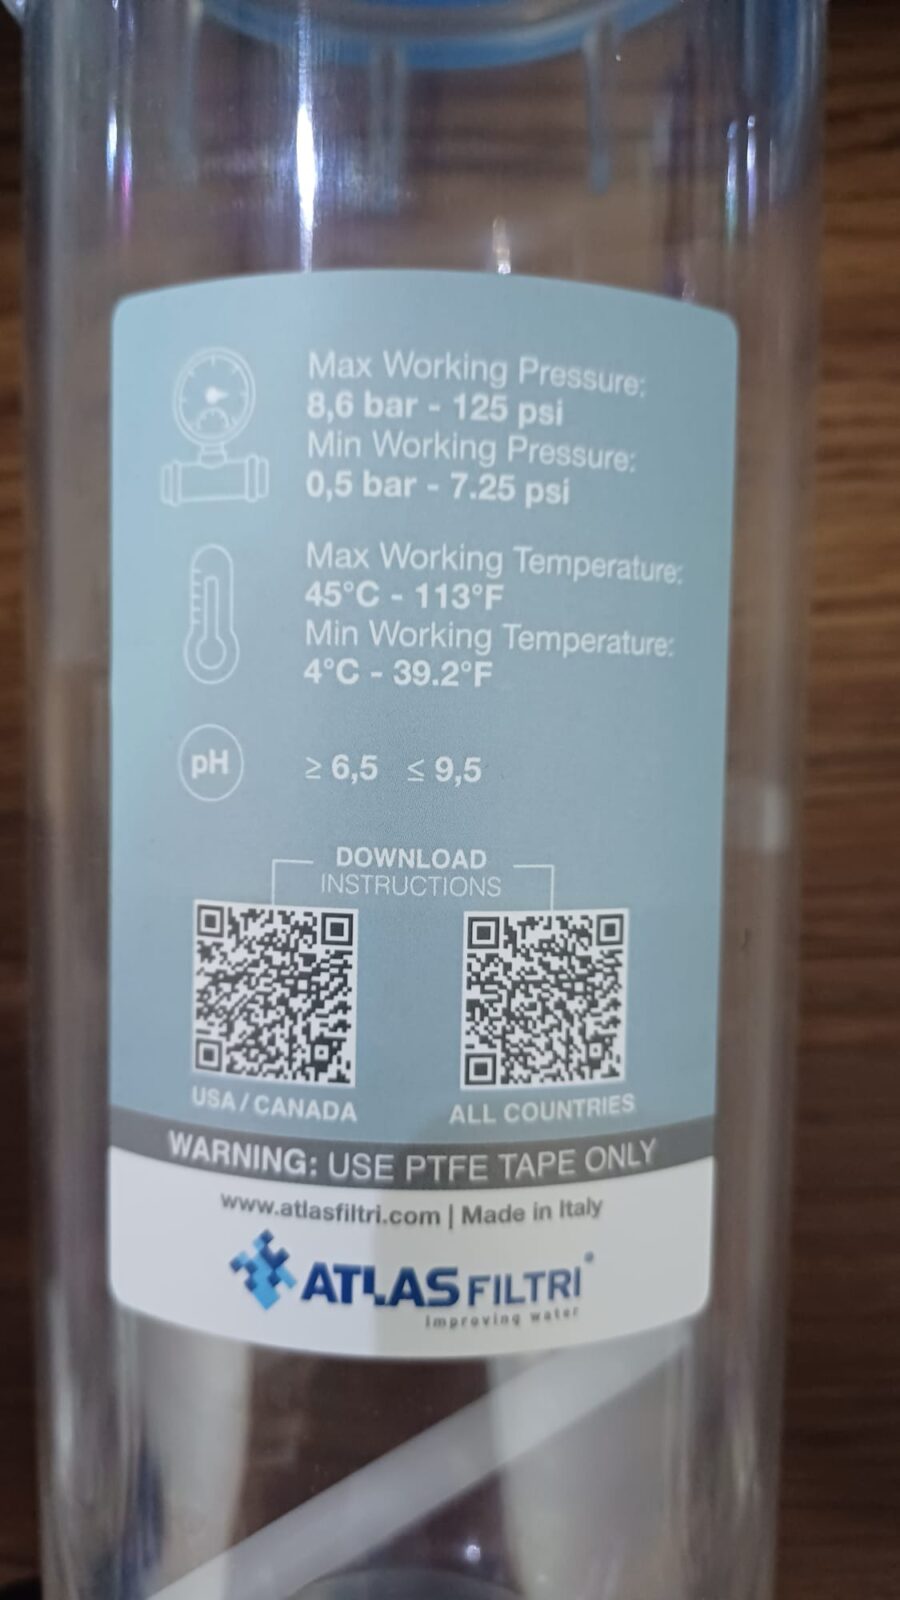 Max Working Pressure:
8,6 bar - 125 psi
Min Working Pressure:
0,5 bar - 7.25 psi
Max Working Temperature:
45°C - 113°F
Min Working Temperature:
4°C - 39.2°F
pH ≥ 6,5 ≤ 9,5
DOWNLOAD
INSTRUCTIONS
USA / CANADA ALL COUNTRIES
WARNING: USE PTFE TAPE ONLY
www.atlasfiltri.com | Made in Italy
ATLAS FILTRI®
improving water